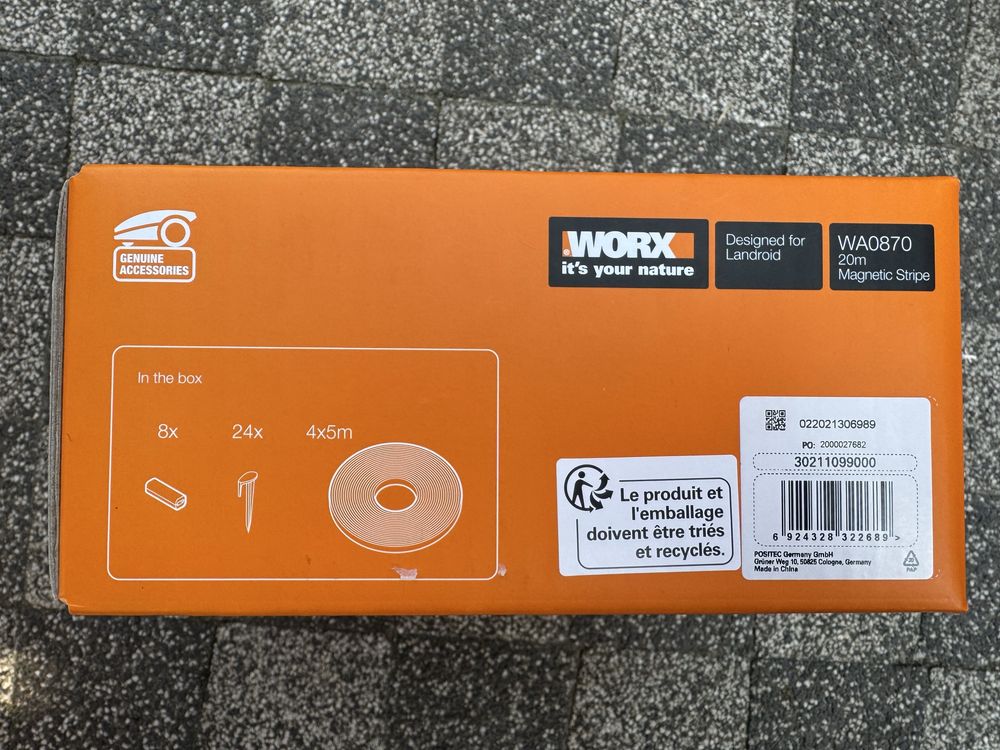 GENUINE
ACCESSORIES
WORX
®
it's your nature
Designed for
Landroid
WA0870
20m
Magnetic Stripe
In the box
8x
24x
4x5m
Le produit et
l'emballage
doivent être triés
et recyclés.
022021306989
PO: 2000027682
30211099000
6 924328 322689 >
POSITEC Germany GmbH
Grüner Weg 10, 50825 Cologne, Germany
Made in China
20
PAP